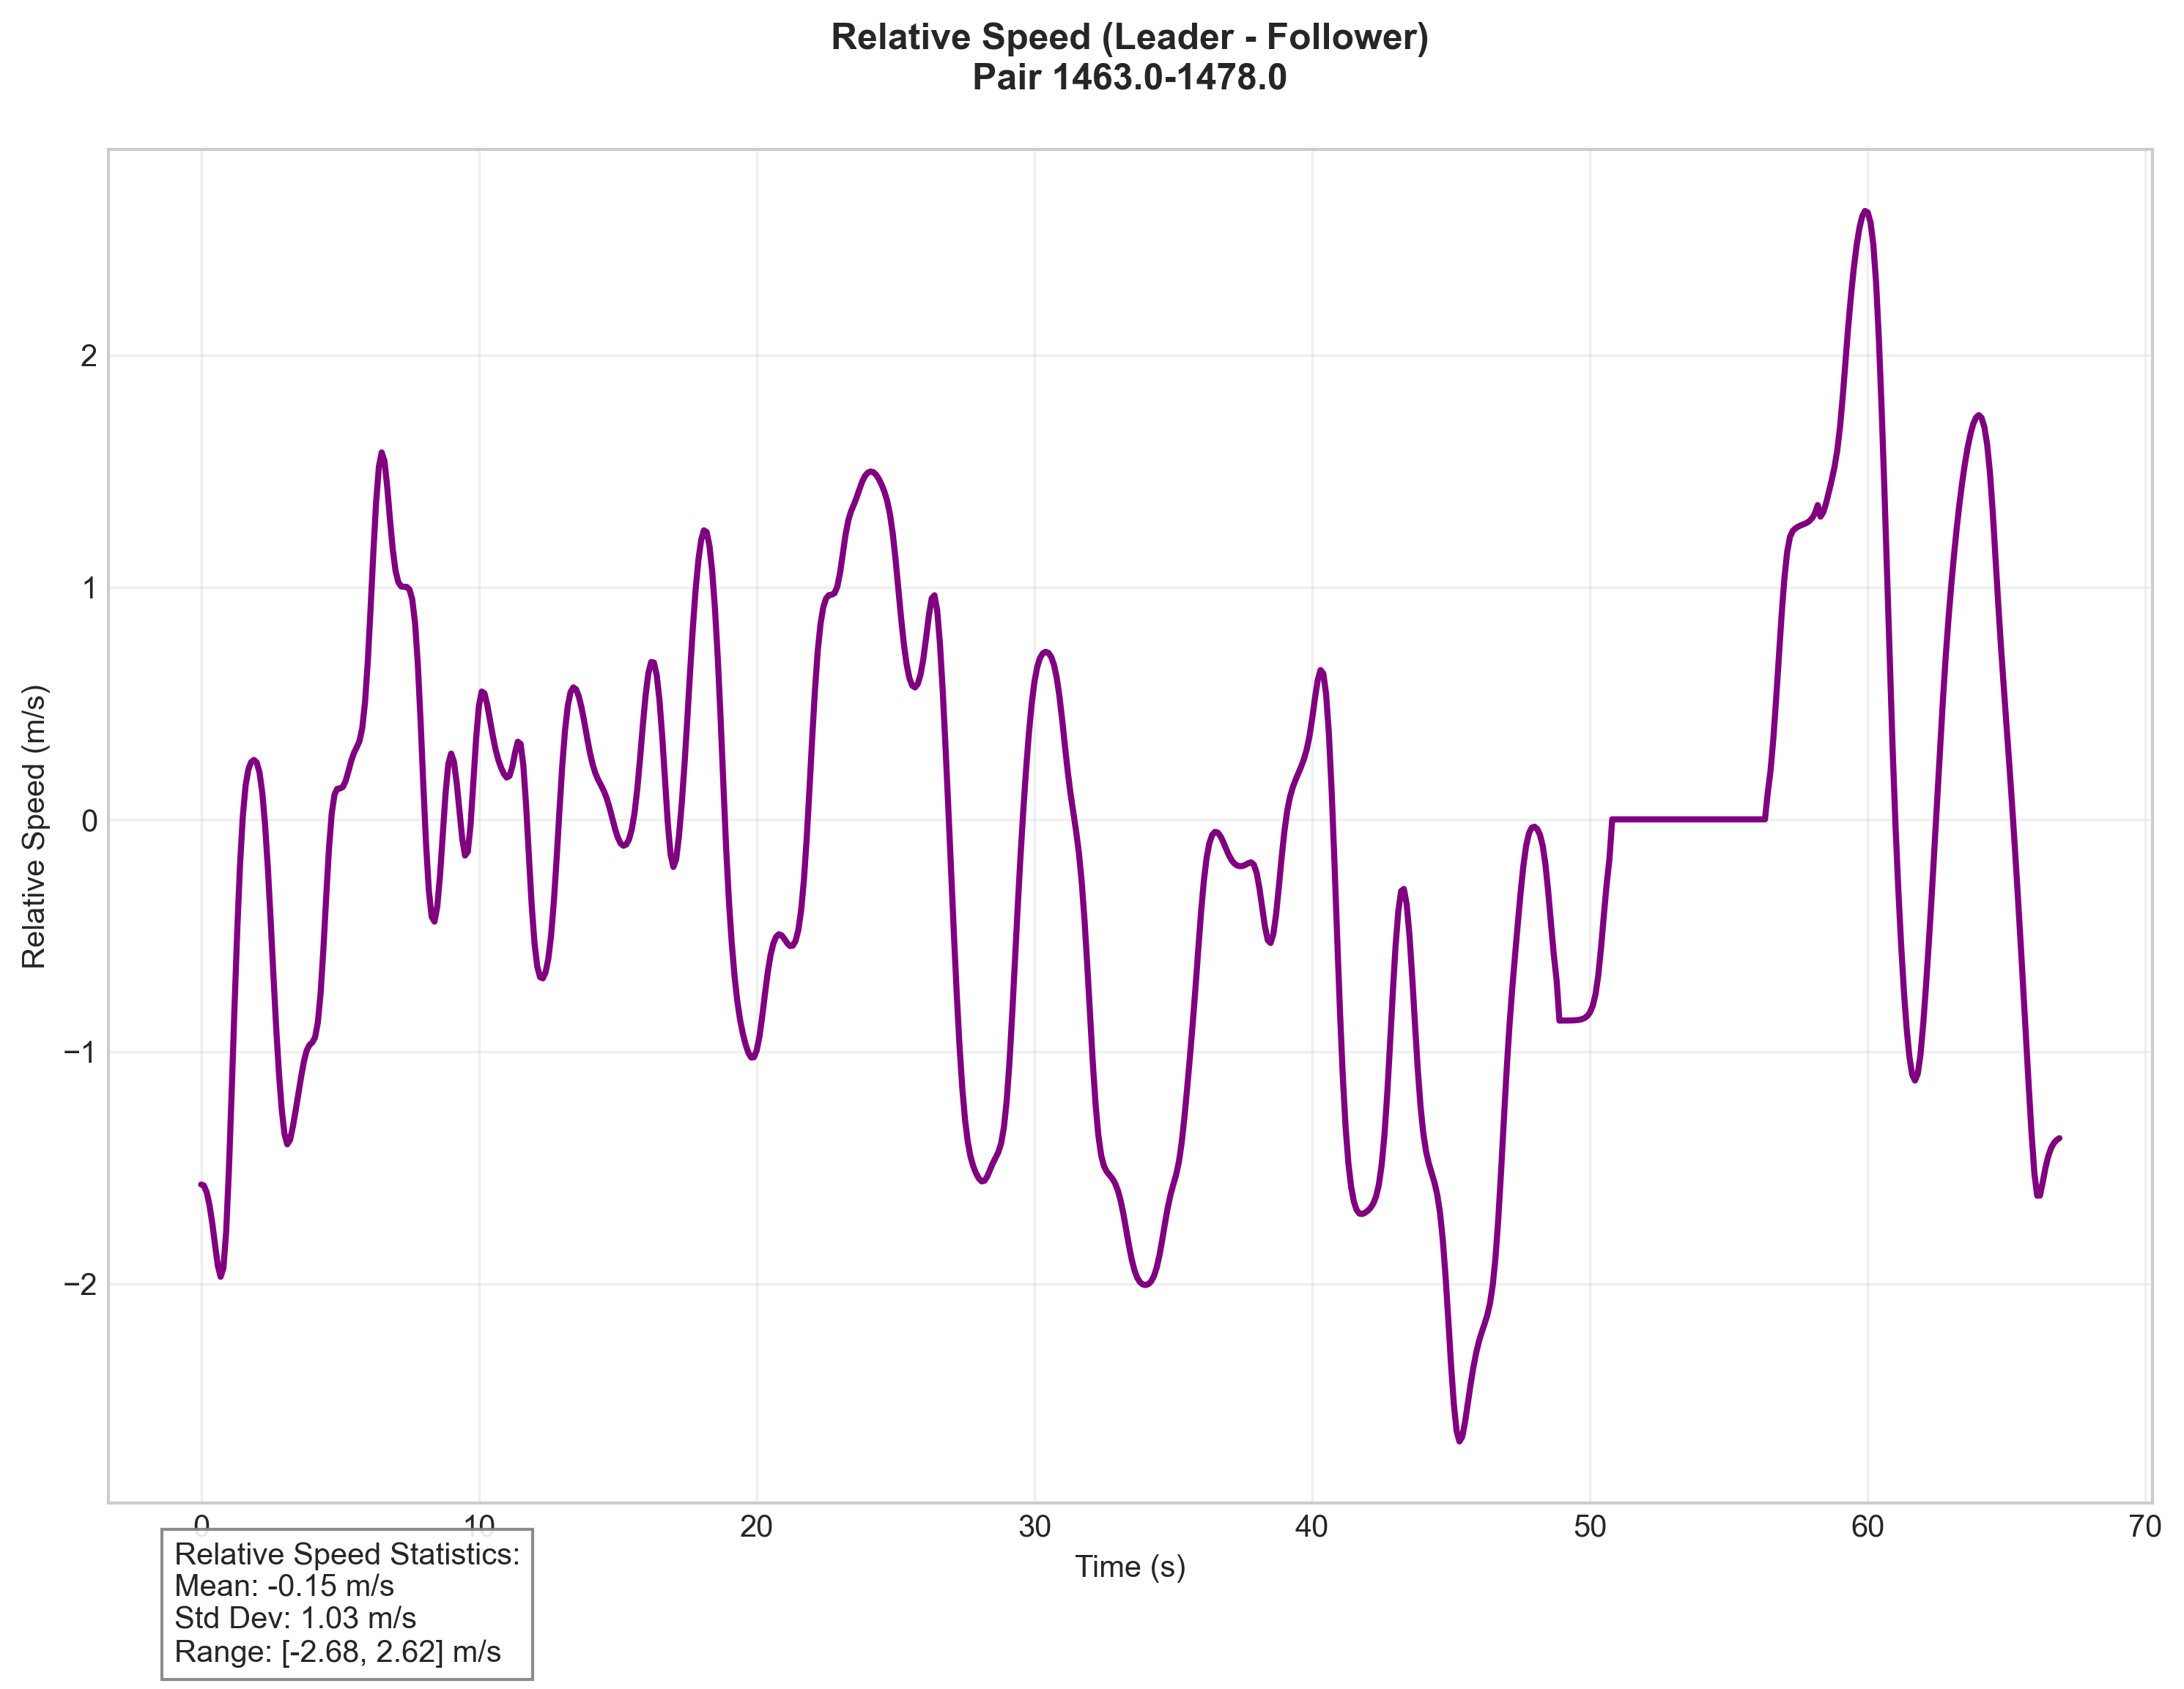 Relative Speed (Leader - Follower)
Pair 1463.0-1478.0
Relative Speed (m/s)
2
1
0
−1
−2
0 10 20 30 40 50 60 70
Time (s)
Relative Speed Statistics:
Mean: -0.15 m/s
Std Dev: 1.03 m/s
Range: [-2.68, 2.62] m/s